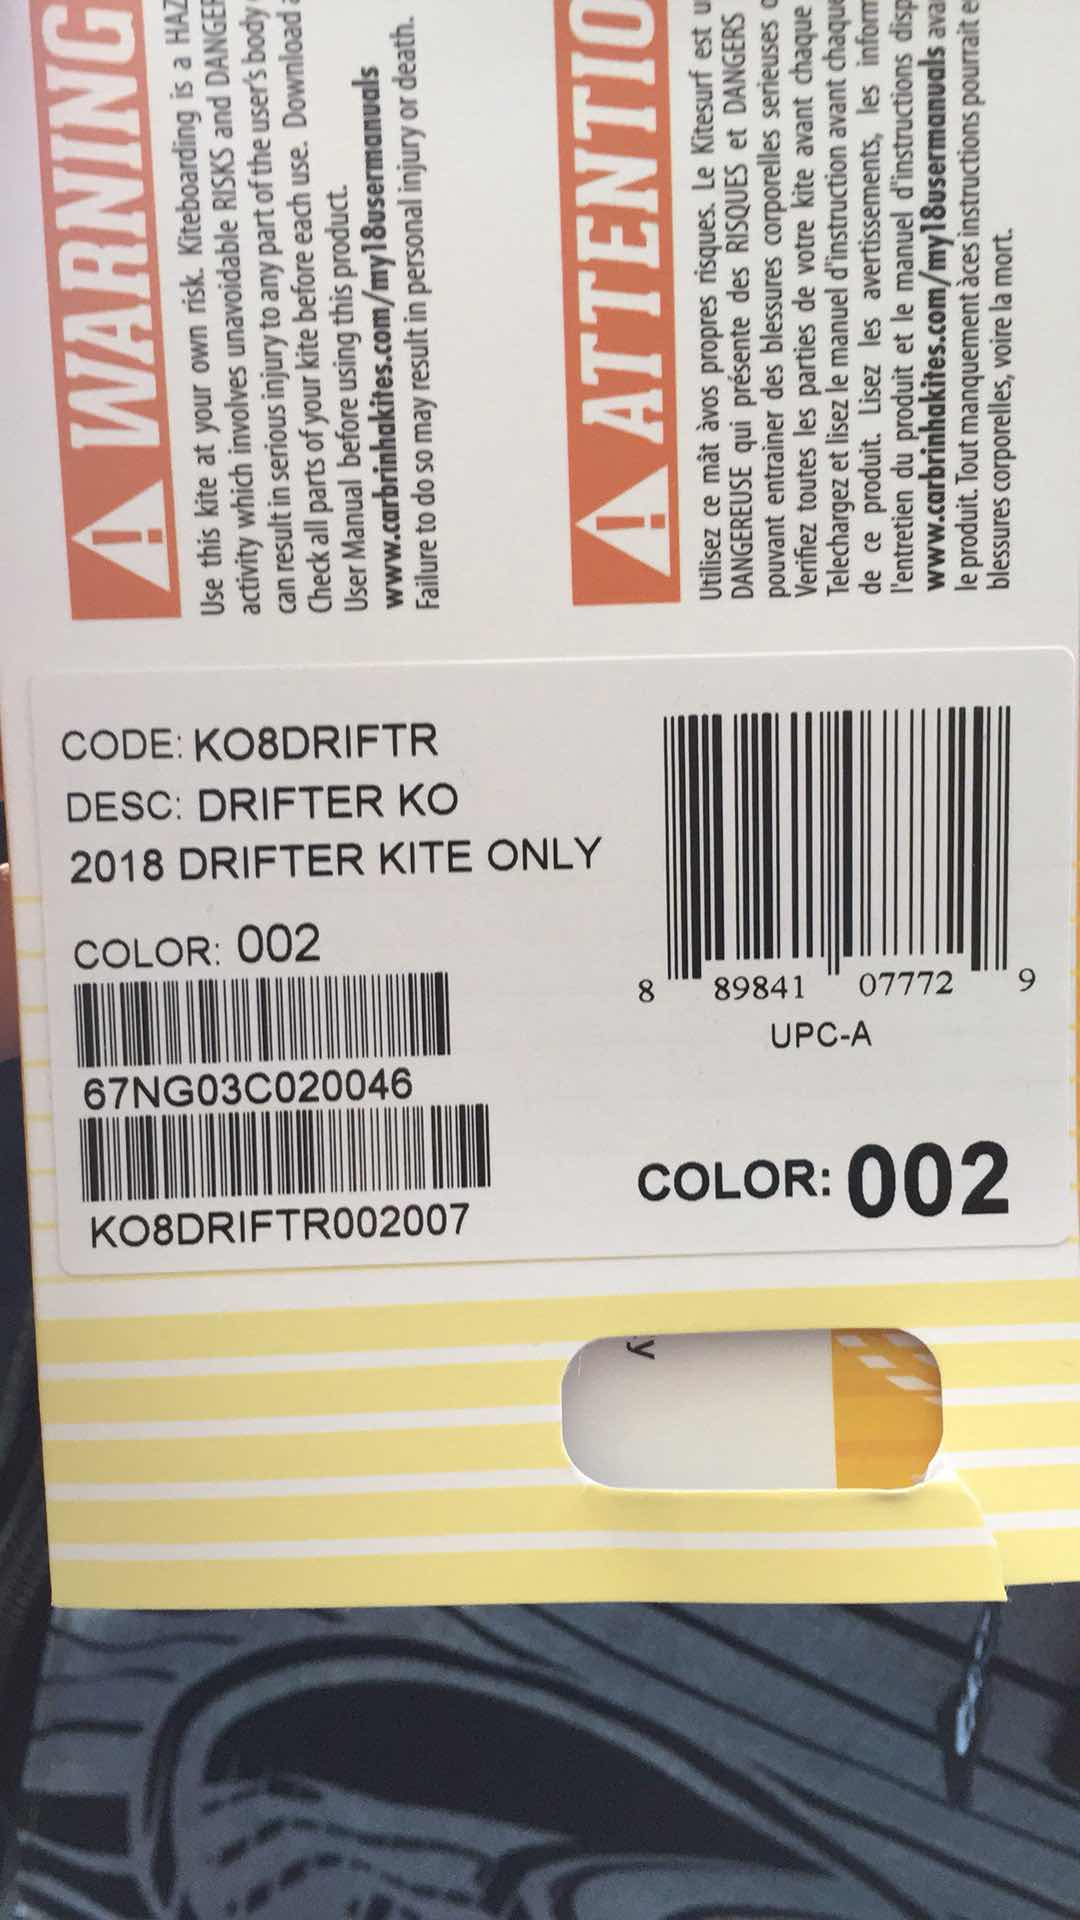 WARNING
Use this kite at your own risk. Kiteboarding is a
activity which involves unavoidable RISKS and
can result in serious injury to any part of the user's body
Check all parts of your kite before each use. Download
User Manual before using this product.
www.carbrinhakites.com/my18usermanuals
Failure to do so may result in personal injury or death.
Utilisez ce mât àvos propres risques. Le Kitesurf est
DANGEREUSE qui présente des RISQUES et DANGERS
pouvant entrainer des blessures corporelles serieuses
Verifiez toutes les parties de votre kite avant chaque
Telechargez et lisez le manuel d'instruction avant chaque
de ce produit. Lisez les avertissements, les
l'entretien du produit et le manuel d'instructions
www.carbrinhakites.com/my18usermanuals
le produit. Tout manquement àces instructions pourrait
blessures corporelles, voire la mort.
CODE: KO8DRIFTR
DESC: DRIFTER KO
2018 DRIFTER KITE ONLY
COLOR: 002
67NG03C020046
KO8DRIFTR002007
8 89841 07772 9
UPC-A
COLOR: 002